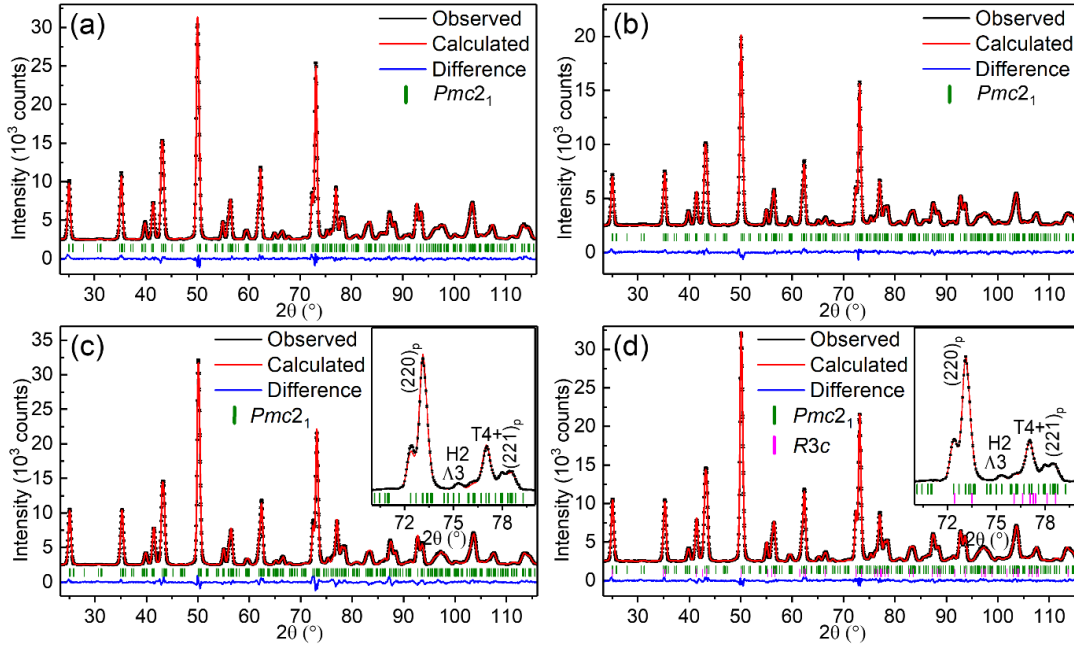 (a)
Observed
Calculated
Difference
Pmc2₁
Intensity (10³ counts)
30
25
20
15
10
5
0
30 40 50 60 70 80 90 100 110
2θ (°)
(b)
Observed
Calculated
Difference
Pmc2₁
Intensity (10³ counts)
20
15
10
5
0
30 40 50 60 70 80 90 100 110
2θ (°)
(c)
Observed
Calculated
Difference
Pmc2₁
Intensity (10³ counts)
35
30
25
20
15
10
5
0
30 40 50 60 70 80 90 100 110
2θ (°)
(220)ₚ
H2
Λ3
T4+
(221)ₚ
72 75 78
2θ (°)
(d)
Observed
Calculated
Difference
Pmc2₁
R3c
Intensity (10³ counts)
30
25
20
15
10
5
0
30 40 50 60 70 80 90 100 110
2θ (°)
(220)ₚ
H2
Λ3
T4+
(221)ₚ
72 75 78
2θ (°)